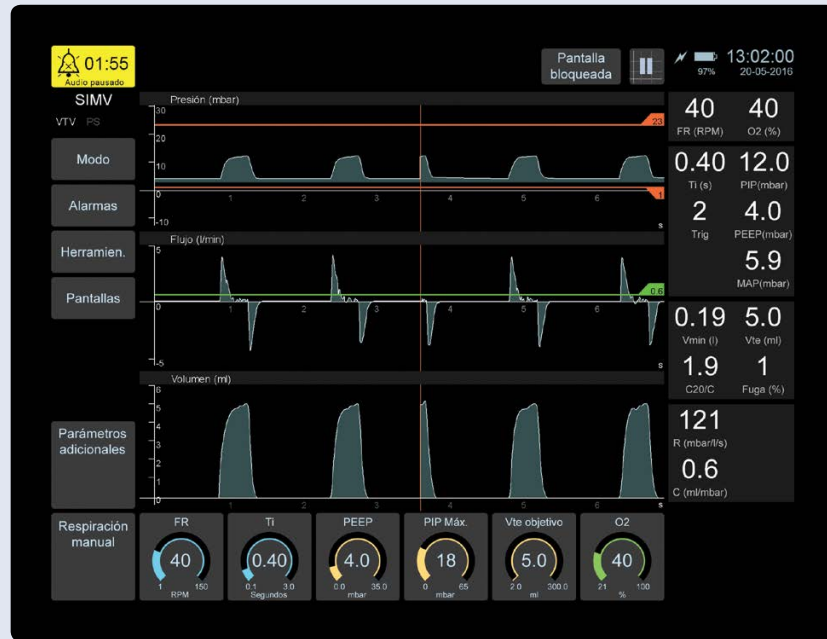 01:55
Audio pausado
Pantalla
bloqueada
97%
13:02:00
20-05-2016
SIMV
VTV PS
Modo
Alarmas
Herramien.
Pantallas
Parámetros
adicionales
Respiración
manual
Presión (mbar)
30
23
20
10
0
1 2 3 4 5 6
1
-10
s
Flujo (l/min)
5
0.6
0
1 2 3 4 5 6
-5
s
Volumen (ml)
6
5
4
3
2
1
0
1 2 3 4 5 6
s
40 40
FR (RPM) O2 (%)
0.40 12.0
Ti (s) PIP(mbar)
2 4.0
Trig PEEP(mbar)
5.9
MAP(mbar)
0.19 5.0
Vmin (l) Vte (ml)
1.9 1
C20/C Fuga (%)
121
R (mbar/l/s)
0.6
C (ml/mbar)
FR
40
1 150
RPM
Ti
0.40
0.1 3.0
Segundos
PEEP
4.0
0.0 35.0
mbar
PIP Máx.
18
0 65
mbar
Vte objetivo
5.0
2.0 300.0
ml
O2
40
21 100
%